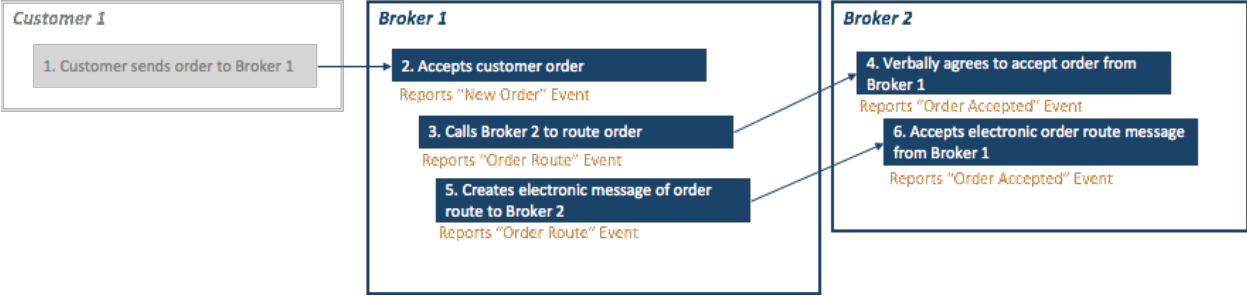 Customer 1
1. Customer sends order to Broker 1
Broker 1
2. Accepts customer order
Reports "New Order" Event
3. Calls Broker 2 to route order
Reports "Order Route" Event
5. Creates electronic message of order
route to Broker 2
Reports "Order Route" Event
Broker 2
4. Verbally agrees to accept order from
Broker 1
Reports "Order Accepted" Event
6. Accepts electronic order route message
from Broker 1
Reports "Order Accepted" Event